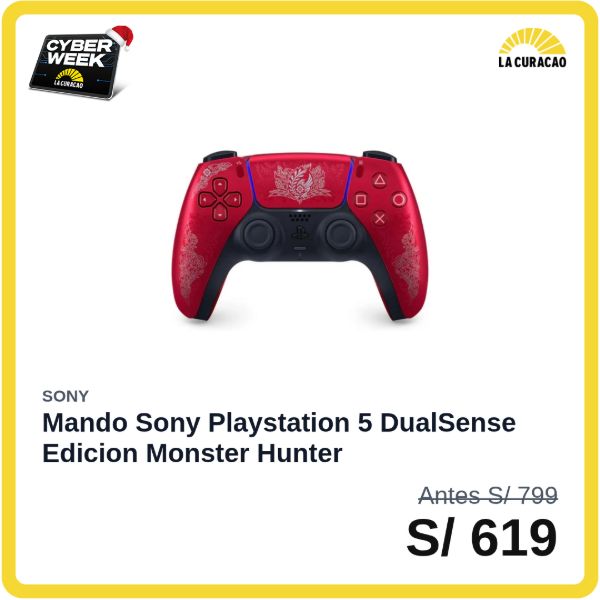 CYBER
WEEK
LA CURACAO
LA CURACAO
SONY
Mando Sony Playstation 5 DualSense
Edicion Monster Hunter
Antes S/ 799
S/ 619